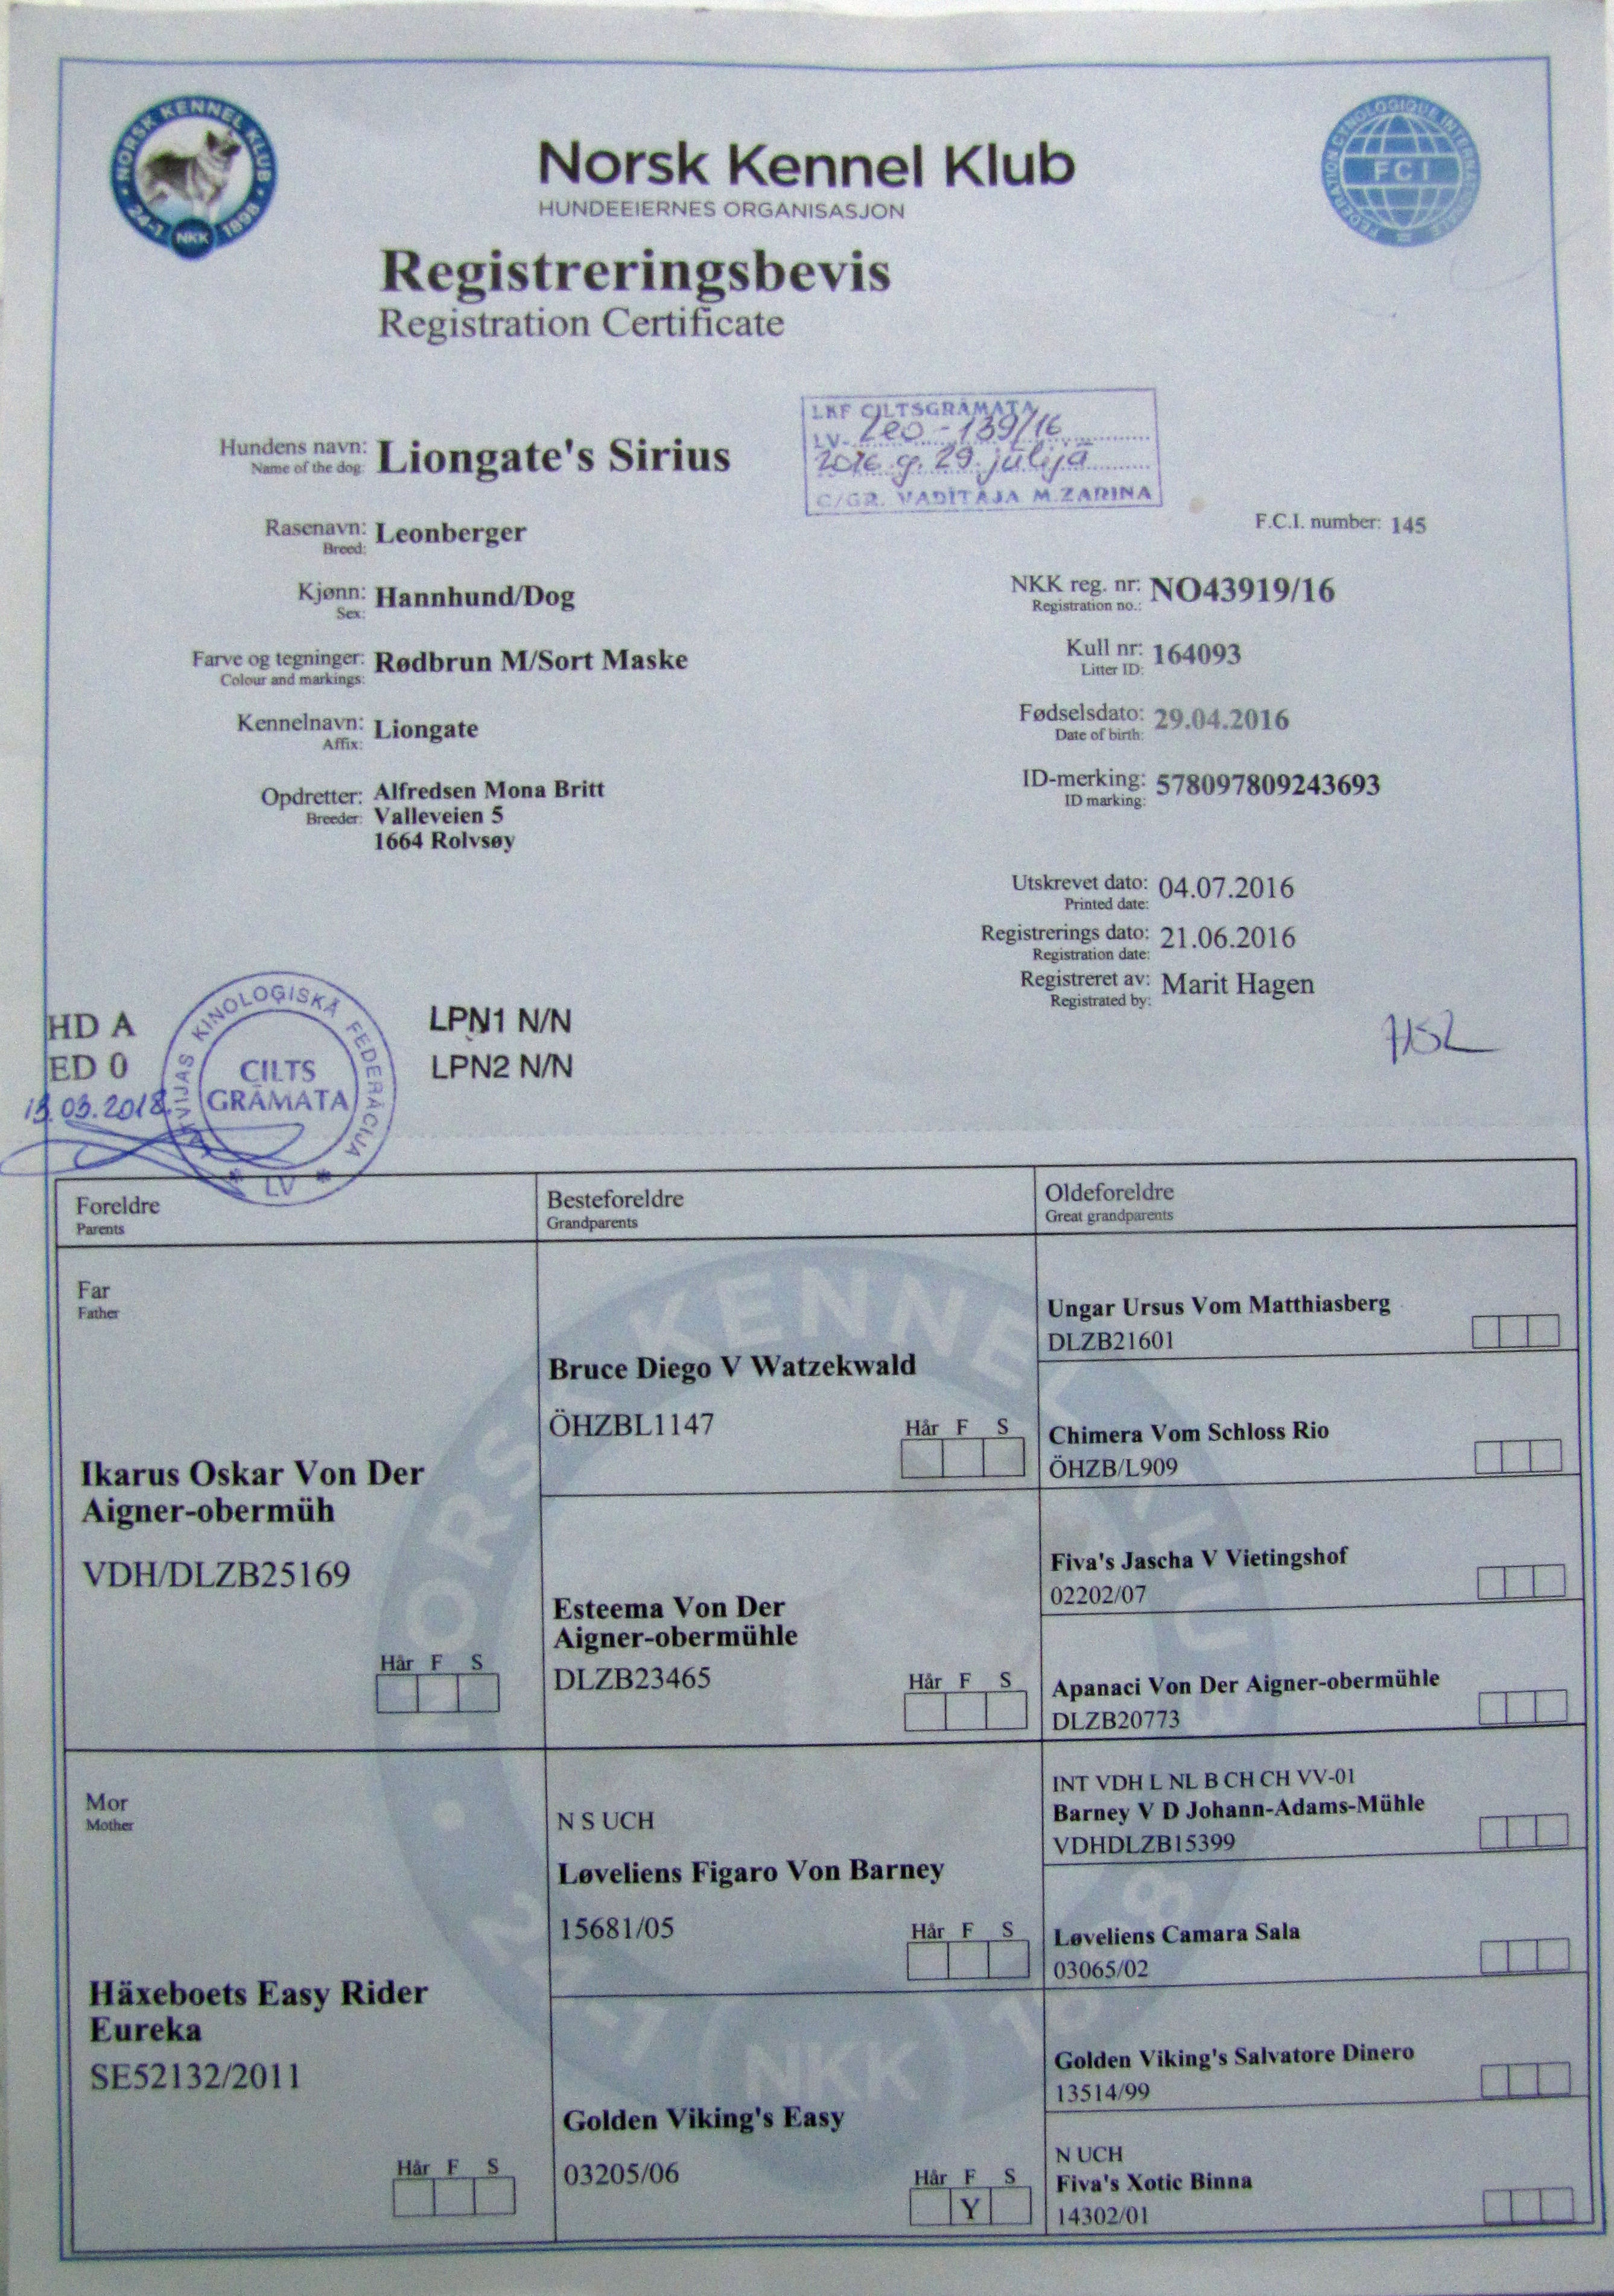 NORSK KENNEL KLUB
24-1 NKK 1898
Norsk Kennel Klub
HUNDEEIERNES ORGANISASJON
FEDERATION CYNOLOGIQUE INTERNATIONALE
FCI
Registreringsbevis
Registration Certificate
LKF CILTSGRĀMATA
LV. Leo - 139/16
2016. g. 29. jūlijā
C/GR. VADĪTĀJA M.ZARIŅA
Hundens navn: Liongate's Sirius
Name of the dog:
F.C.I. number: 145
Rasenavn: Leonberger
Breed:
Kjønn: Hannhund/Dog
Sex:
NKK reg. nr: NO43919/16
Registration no.:
Farve og tegninger: Rødbrun M/Sort Maske
Colour and markings:
Kull nr: 164093
Litter ID:
Kennelnavn: Liongate
Affix:
Fødselsdato: 29.04.2016
Date of birth:
Opdretter: Alfredsen Mona Britt
Breeder: Valleveien 5
1664 Rolvsøy
ID-merking: 578097809243693
ID marking:
Utskrevet dato: 04.07.2016
Printed date:
Registrerings dato: 21.06.2016
Registration date:
Registreret av: Marit Hagen
Registrated by:
HD A
ED 0
.03.2018
LATVIJAS KINOLOĢISKĀ FEDERĀCIJA
CILTS
GRĀMATA
* LV *
LPN1 N/N
LPN2 N/N
Foreldre
Parents
Besteforeldre
Grandparents
Oldeforeldre
Great grandparents
Far
Father
Ikarus Oskar Von Der
Aigner-obermüh
VDH/DLZB25169
Hår F S
Bruce Diego V Watzekwald
ÖHZBL1147
Hår F S
Esteema Von Der
Aigner-obermühle
DLZB23465
Hår F S
Ungar Ursus Vom Matthiasberg
DLZB21601
Chimera Vom Schloss Rio
ÖHZB/L909
Fiva's Jascha V Vietingshof
02202/07
Apanaci Von Der Aigner-obermühle
DLZB20773
Mor
Mother
Häxeboets Easy Rider
Eureka
SE52132/2011
Hår F S
N S UCH
Løveliens Figaro Von Barney
15681/05
Hår F S
Golden Viking's Easy
03205/06
Hår F S
Y
INT VDH L NL B CH CH VV-01
Barney V D Johann-Adams-Mühle
VDHDLZB15399
Løveliens Camara Sala
03065/02
Golden Viking's Salvatore Dinero
13514/99
N UCH
Fiva's Xotic Binna
14302/01
NORSK KENNEL KLUB
24-1 NKK 1898